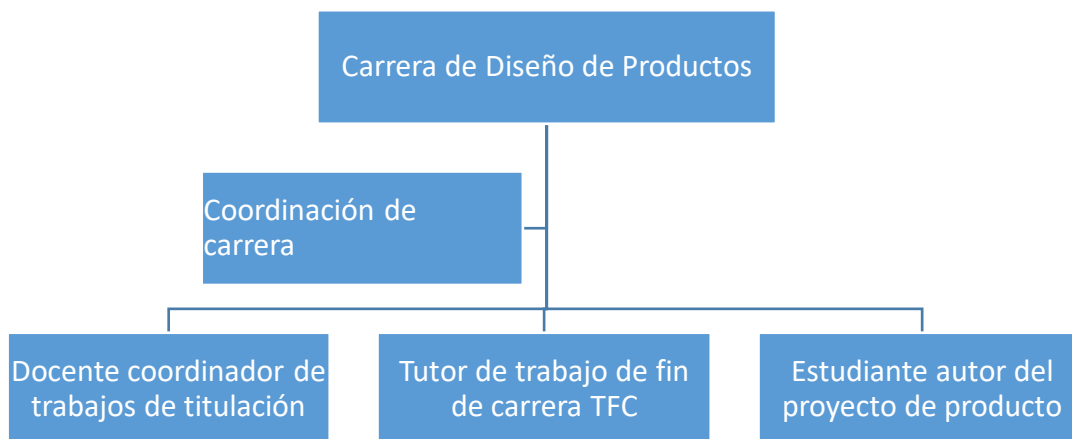 Carrera de Diseño de Productos
Coordinación de
carrera
Docente coordinador de
trabajos de titulación
Tutor de trabajo de fin
de carrera TFC
Estudiante autor del
proyecto de producto